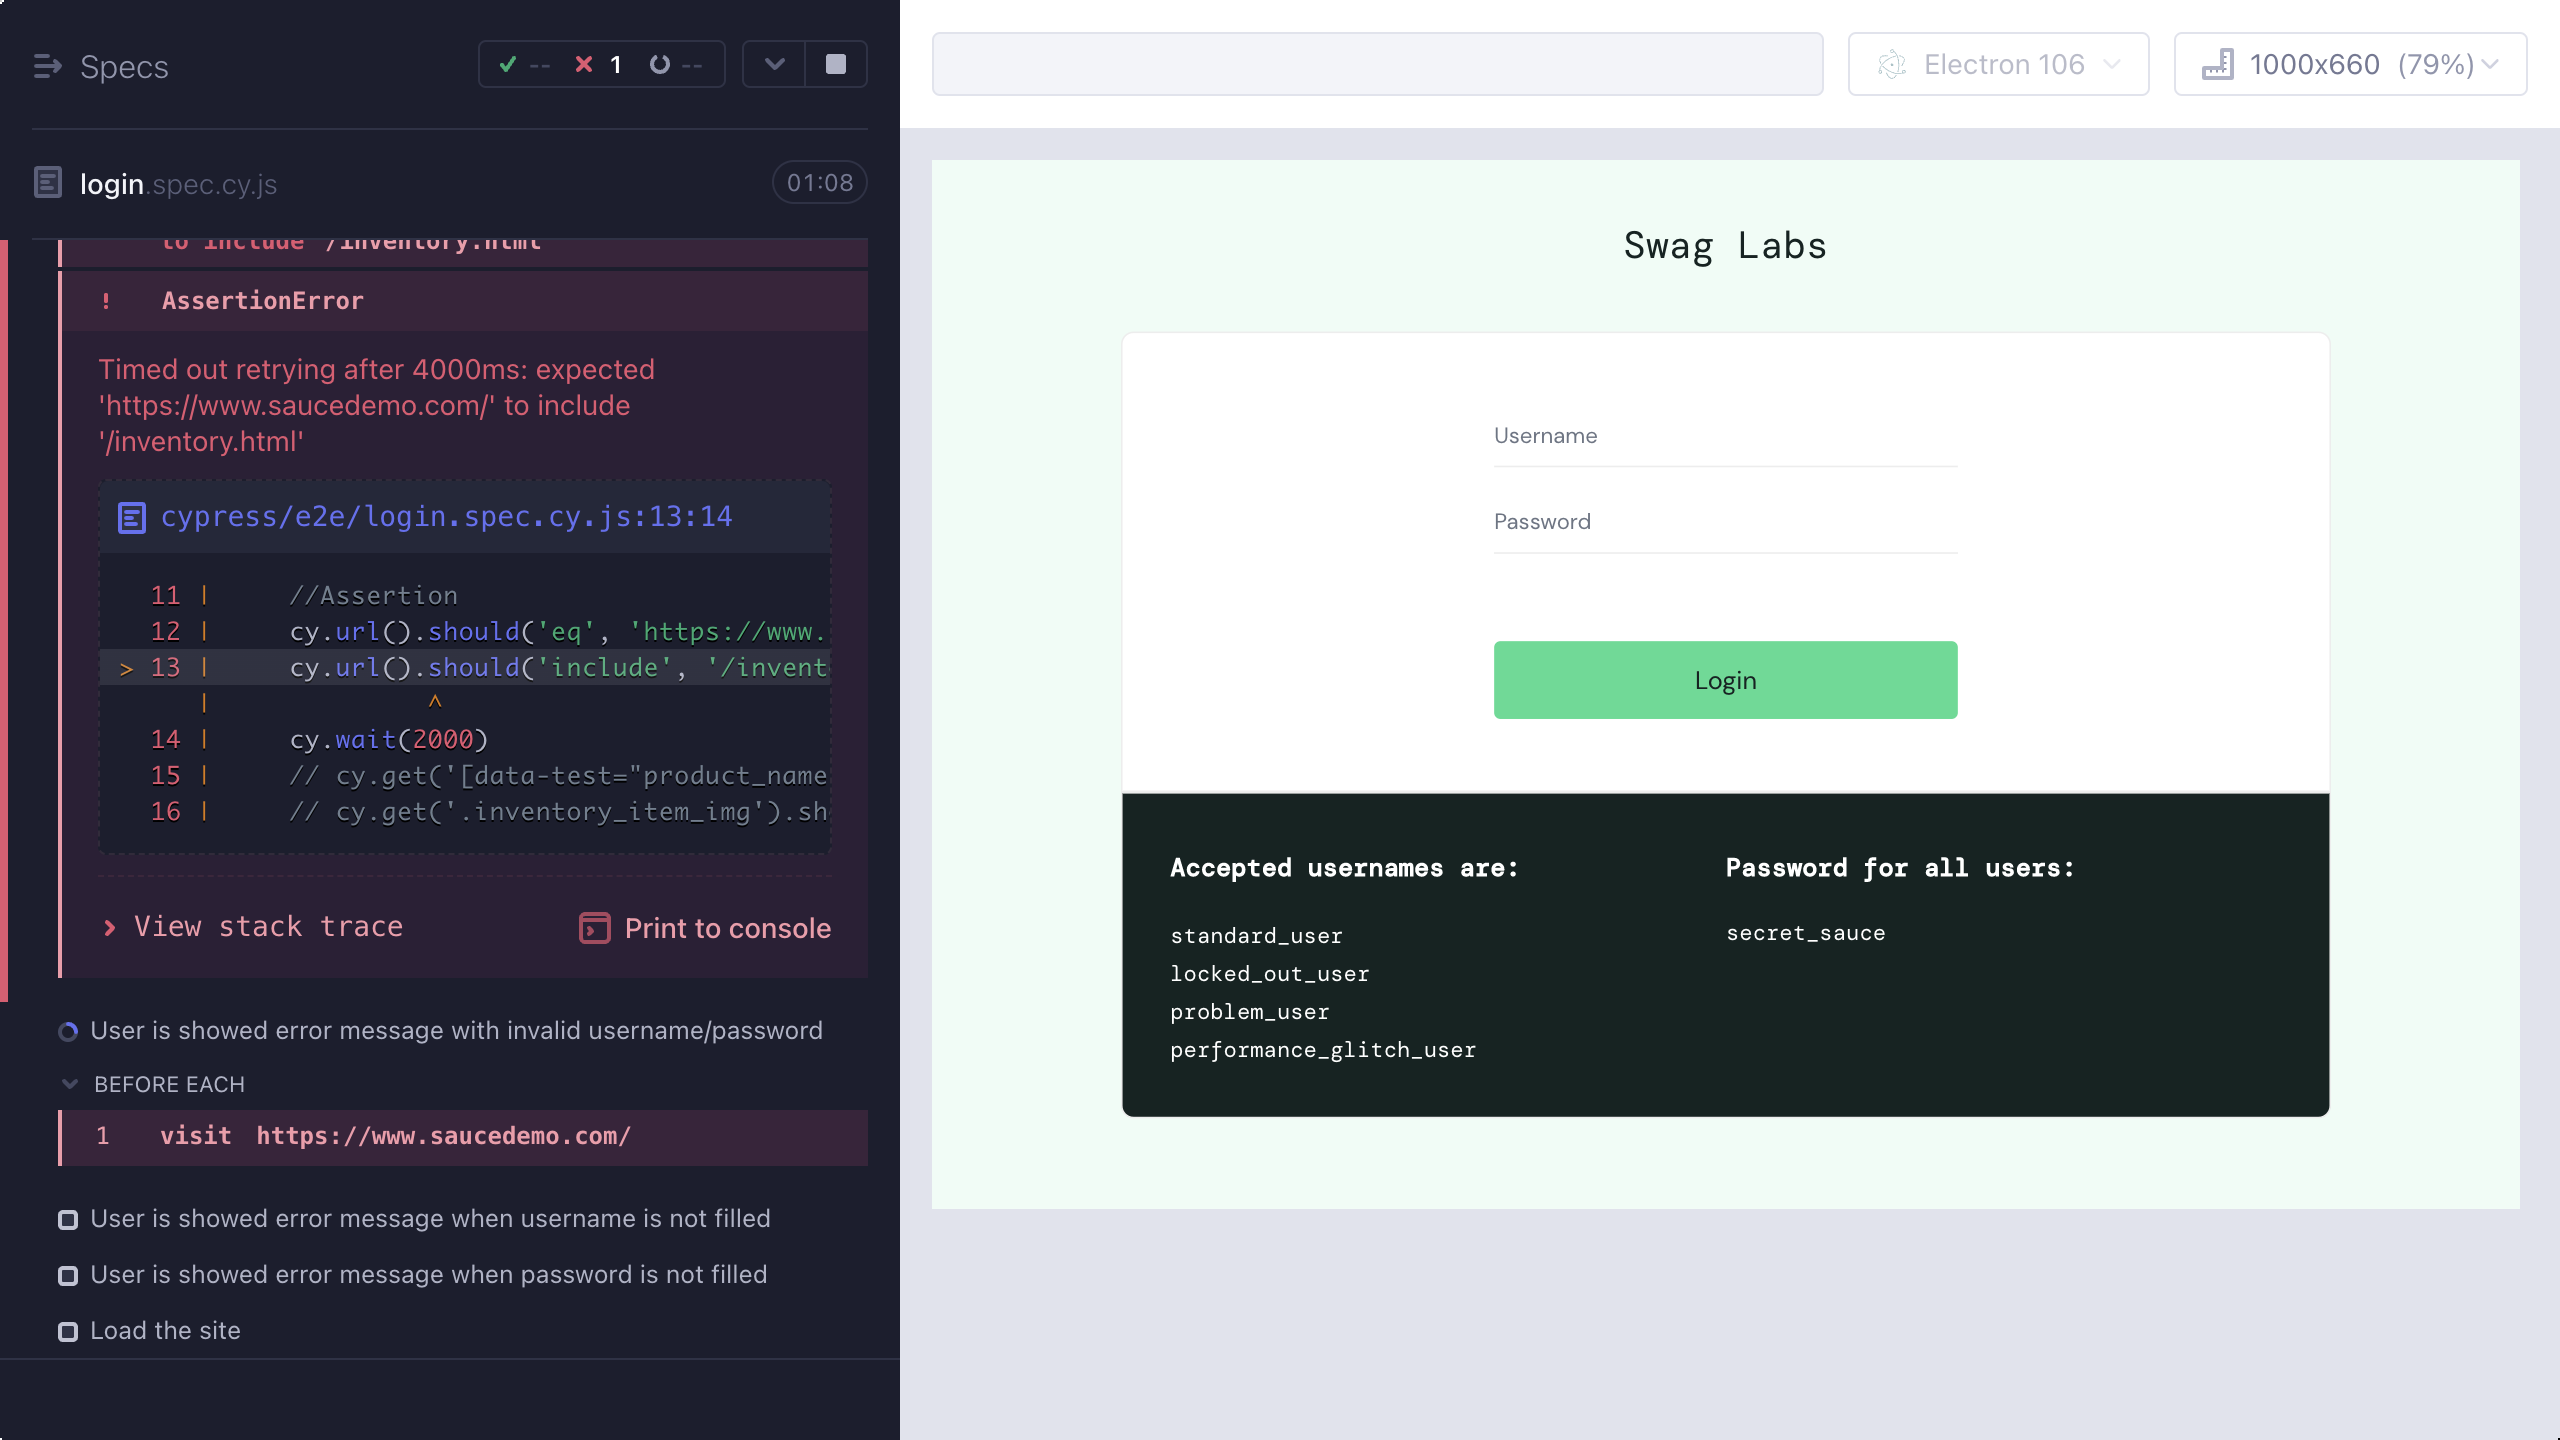 Specs
-- 1 --
login.spec.cy.js
01:08
to include '/inventory.html'
! AssertionError
Timed out retrying after 4000ms: expected
'https://www.saucedemo.com/' to include
'/inventory.html'
cypress/e2e/login.spec.cy.js:13:14
11 | //Assertion
12 | cy.url().should('eq', 'https://www.
> 13 | cy.url().should('include', '/invent
| ^
14 | cy.wait(2000)
15 | // cy.get('[data-test="product_name
16 | // cy.get('.inventory_item_img').sh
View stack trace
Print to console
User is showed error message with invalid username/password
BEFORE EACH
1 visit https://www.saucedemo.com/
User is showed error message when username is not filled
User is showed error message when password is not filled
Load the site
Electron 106
1000x660 (79%)
Swag Labs
Username
Password
Login
Accepted usernames are:
standard_user
locked_out_user
problem_user
performance_glitch_user
Password for all users:
secret_sauce